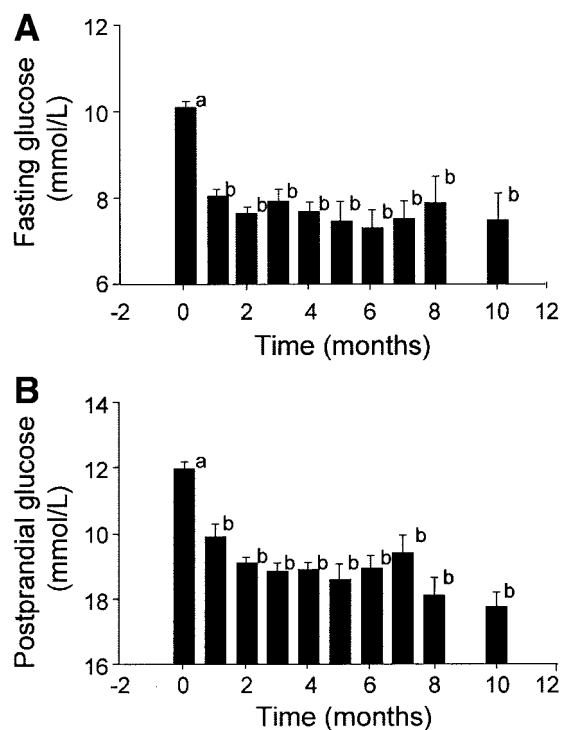 A
12
10
8
6
Fasting glucose
(mmol/L)
a
b
b
b
b
b
b
b
b
b
-2 0 2 4 6 8 10 12
Time (months)
B
14
12
10
18
16
Postprandial glucose
(mmol/L)
a
b
b
b
b
b
b
b
b
b
-2 0 2 4 6 8 10 12
Time (months)